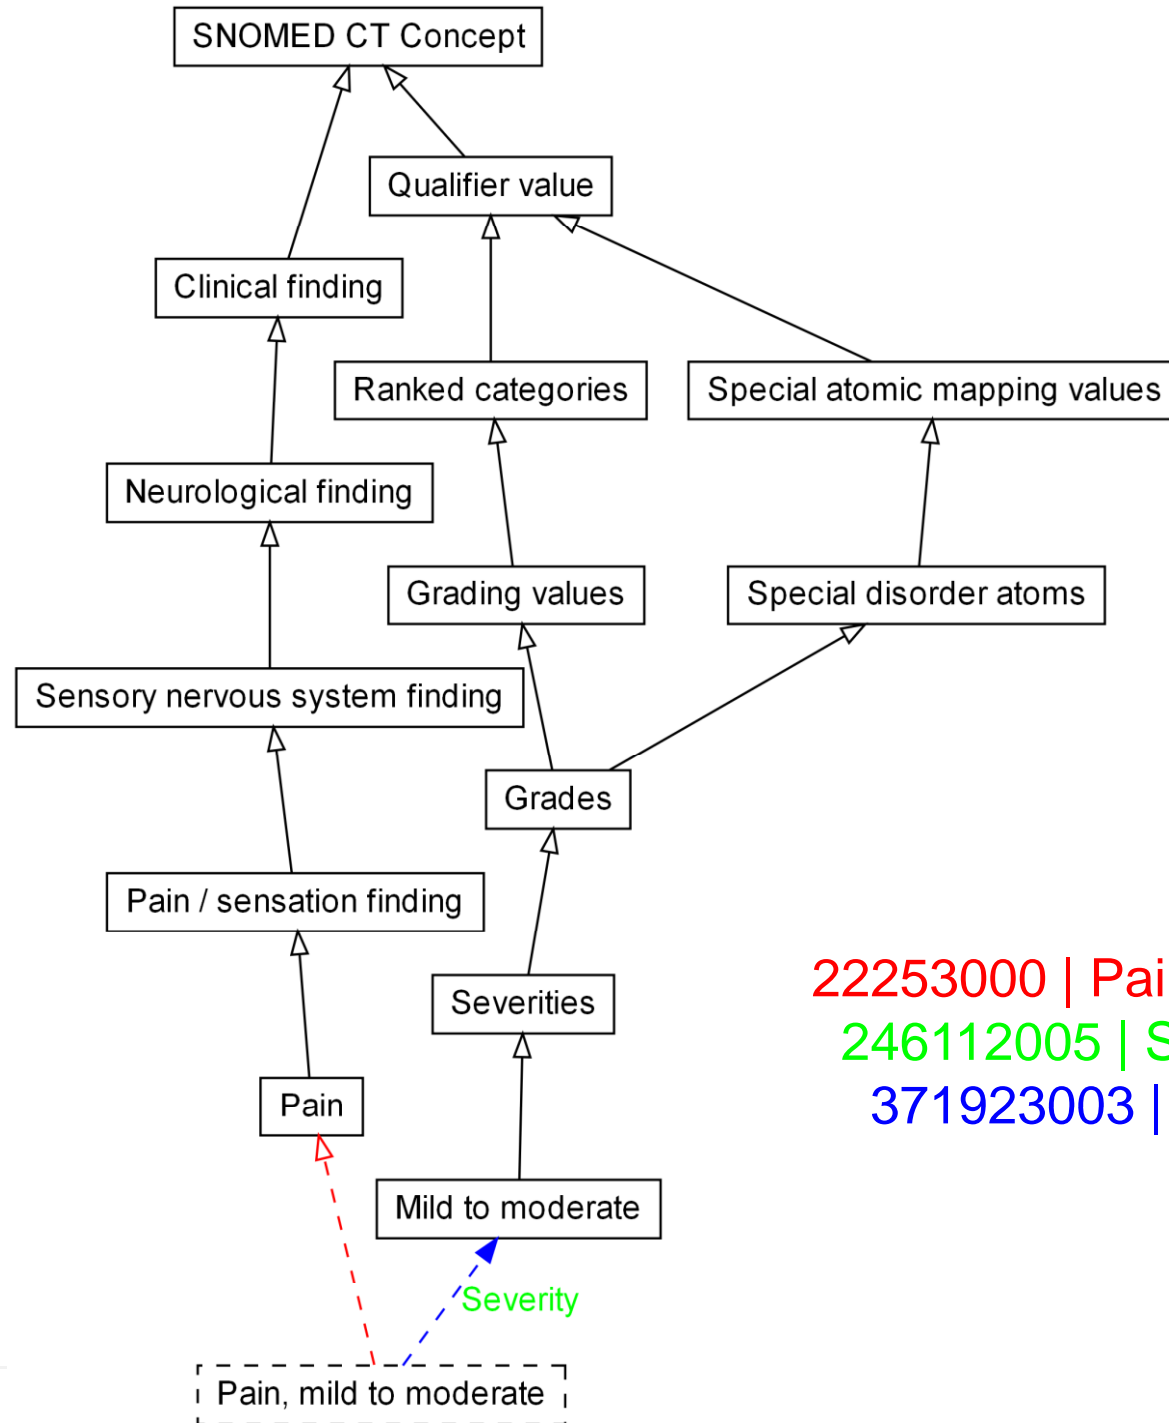 SNOMED CT Concept
Qualifier value
Clinical finding
Ranked categories
Special atomic mapping values
Neurological finding
Grading values
Special disorder atoms
Sensory nervous system finding
Grades
Pain / sensation finding
22253000 | Pai
Severities
246112005 | S
371923003 |
Pain
Mild to moderate
Severity
Pain, mild to moderate